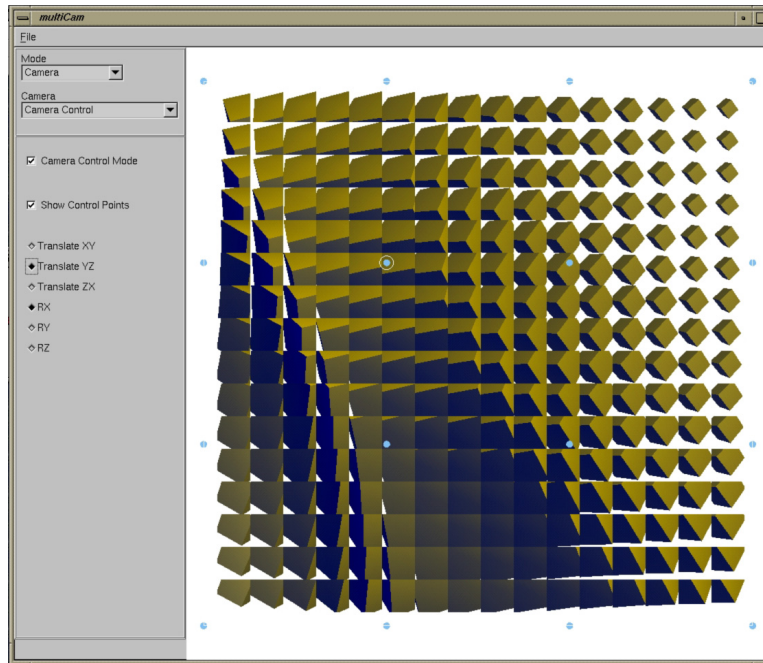 multiCam
File
Mode
Camera
Camera
Camera Control
Camera Control Mode
Show Control Points
Translate XY
Translate YZ
Translate ZX
RX
RY
RZ